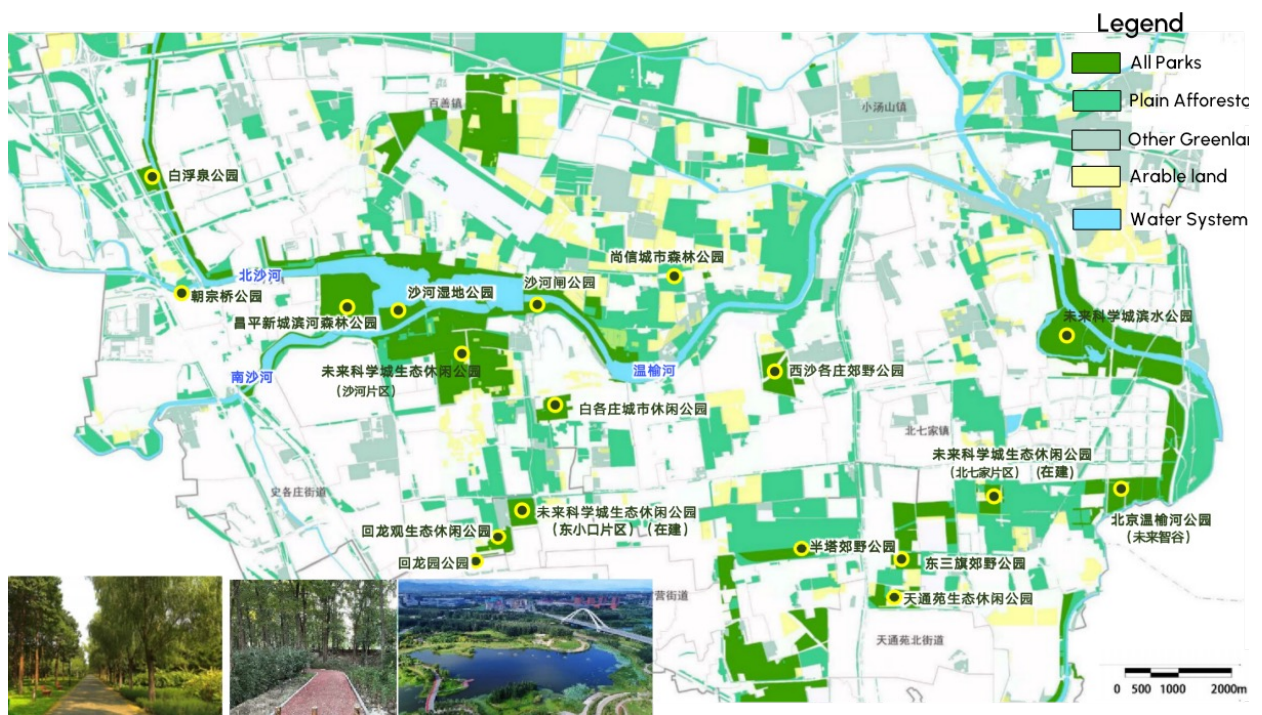 Legend
All Parks
Plain Afforesta
Other Greenlan
Arable land
Water System
百善镇
小汤山镇
白浮泉公园
尚信城市森林公园
北沙河
沙河闸公园
朝宗桥公园
沙河湿地公园
昌平新城滨河森林公园
未来科学城滨水公园
未来科学城生态休闲公园
(沙河片区)
南沙河
温榆河
西沙各庄郊野公园
白各庄城市休闲公园
北七家镇
未来科学城生态休闲公园
(北七家片区) (在建)
史各庄街道
未来科学城生态休闲公园
(东小口片区) (在建)
北京温榆河公园
(未来智谷)
回龙观生态休闲公园
半塔郊野公园
回龙园公园
东三旗郊野公园
营街道
天通苑生态休闲公园
天通苑北街道
0 500 1000 2000m